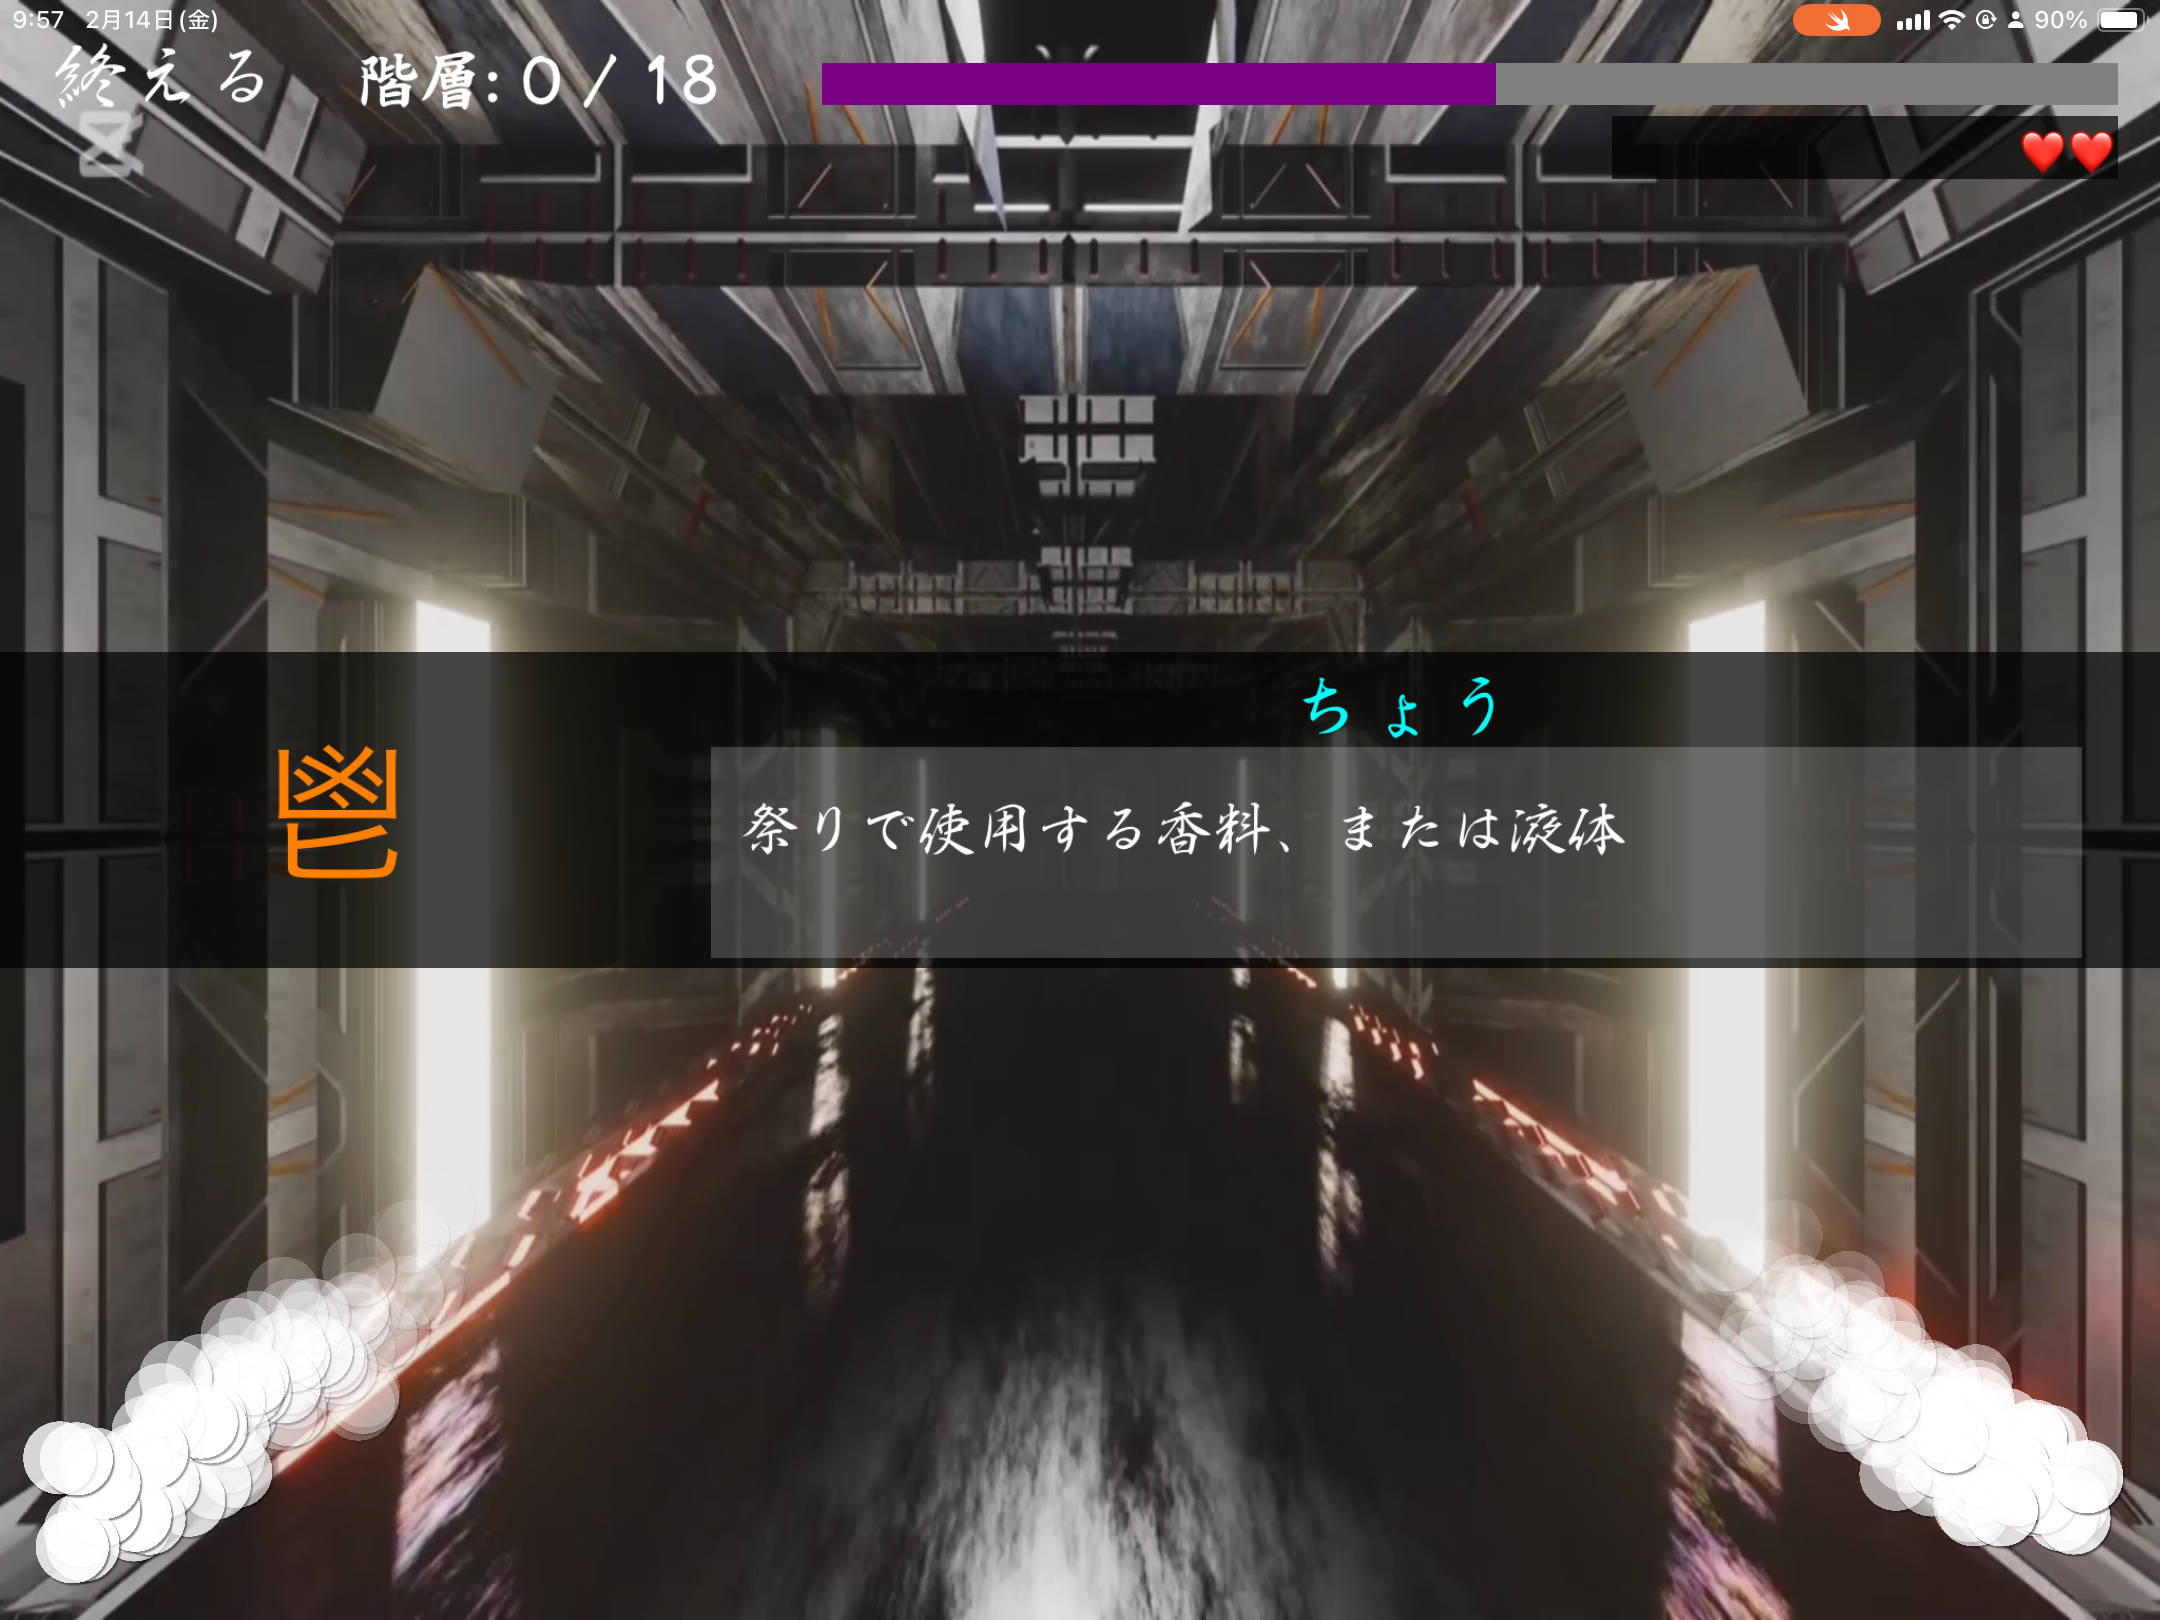 9:57 2月14日(金)
90%
終える
階層: 0 / 18
ちょう
鬯
祭りで使用する香料、または液体